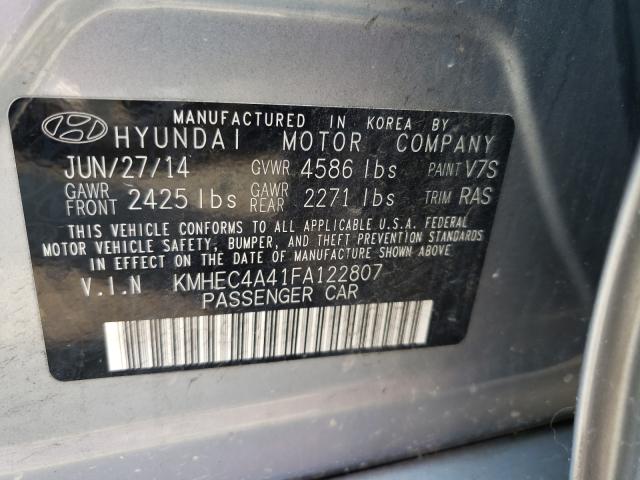 MANUFACTURED IN KOREA BY
HYUNDAI MOTOR COMPANY
JUN/27/14 GVWR 4586 lbs PAINT V7S
GAWR FRONT 2425 lbs GAWR REAR 2271 lbs TRIM RAS
THIS VEHICLE CONFORMS TO ALL APPLICABLE U.S.A. FEDERAL
MOTOR VEHICLE SAFETY, BUMPER, AND THEFT PREVENTION STANDARDS
IN EFFECT ON THE DATE OF MANUFACTURE SHOWN ABOVE.
V.I.N KMHEC4A41FA122807
PASSENGER CAR